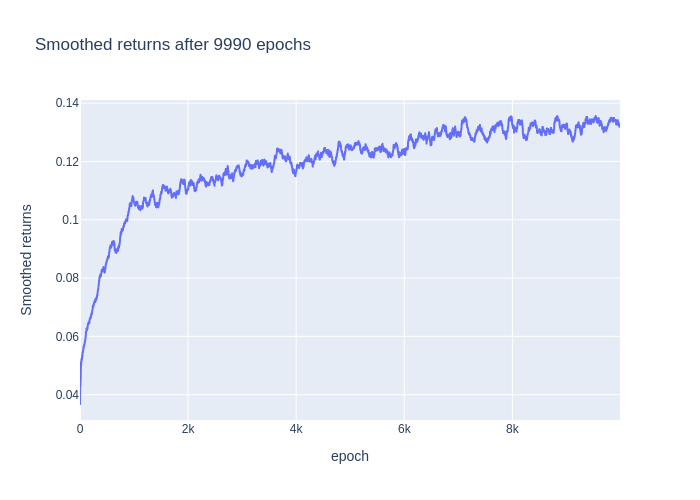 Smoothed returns after 9990 epochs
Smoothed returns
0.14
0.12
0.1
0.08
0.06
0.04
0
2k
4k
6k
8k
epoch